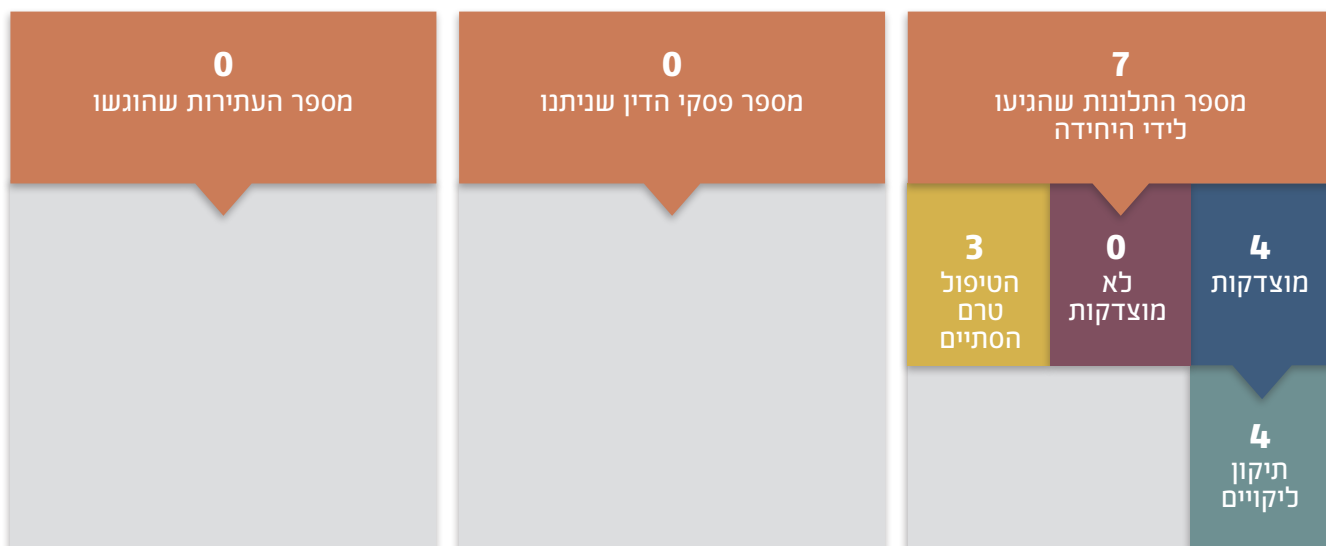 7
מספר התלונות שהגיעו
לידי היחידה
4
מוצדקות
0
לא
מוצדקות
3
הטיפול
טרם
הסתיים
4
תיקון
ליקויים
0
מספר פסקי הדין שניתנו
0
מספר העתירות שהוגשו